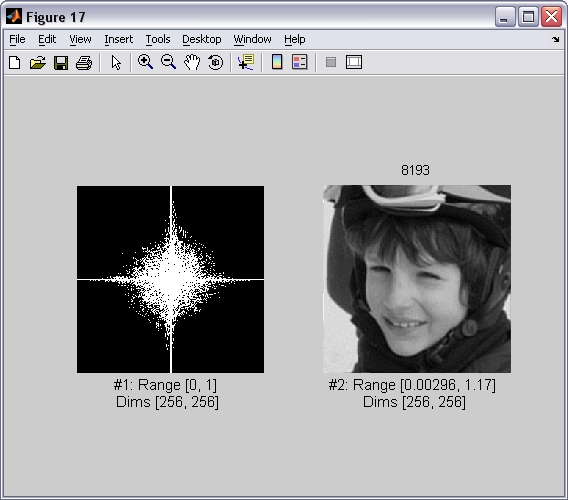 Figure 17
File Edit View Insert Tools Desktop Window Help
8193
#1: Range [0, 1]
Dims [256, 256]
#2: Range [0.00296, 1.17]
Dims [256, 256]